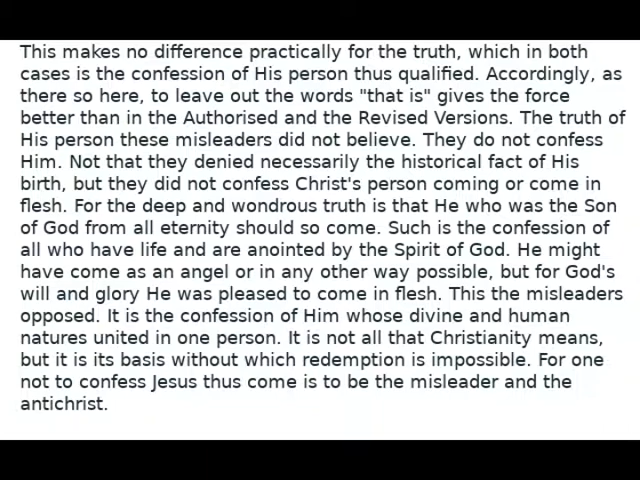 This makes no difference practically for the truth, which in both
cases is the confession of His person thus qualified. Accordingly, as
there so here, to leave out the words "that is" gives the force
better than in the Authorised and the Revised Versions. The truth of
His person these misleaders did not believe. They do not confess
Him. Not that they denied necessarily the historical fact of His
birth, but they did not confess Christ's person coming or come in
flesh. For the deep and wondrous truth is that He who was the Son
of God from all eternity should so come. Such is the confession of
all who have life and are anointed by the Spirit of God. He might
have come as an angel or in any other way possible, but for God's
will and glory He was pleased to come in flesh. This the misleaders
opposed. It is the confession of Him whose divine and human
natures united in one person. It is not all that Christianity means,
but it is its basis without which redemption is impossible. For one
not to confess Jesus thus come is to be the misleader and the
antichrist.